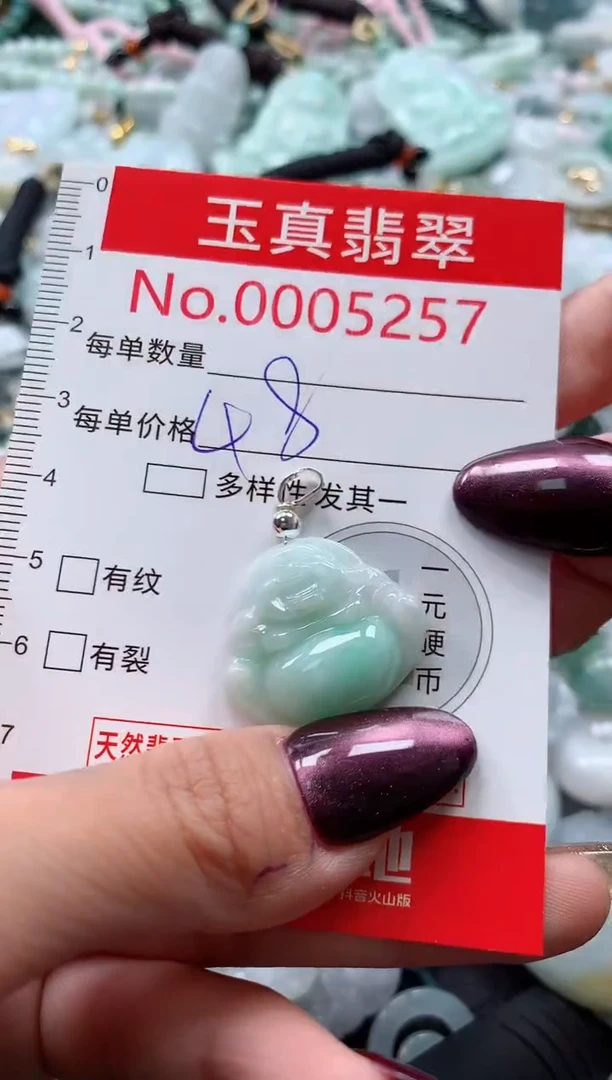 玉真翡翠
No.0005257
每单数量
每单价格 48
多样性发其一
有纹
有裂
一元硬币
天然翡
抖音火山版
0
1
2
3
4
5
6
7